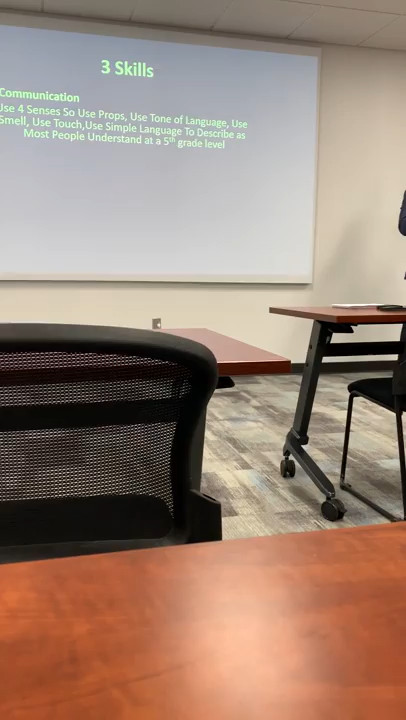 3 Skills
Communication
Use 4 Senses So Use Props, Use Tone of Language, Use
Smell, Use Touch,Use Simple Language To Describe as
Most People Understand at a 5th grade level